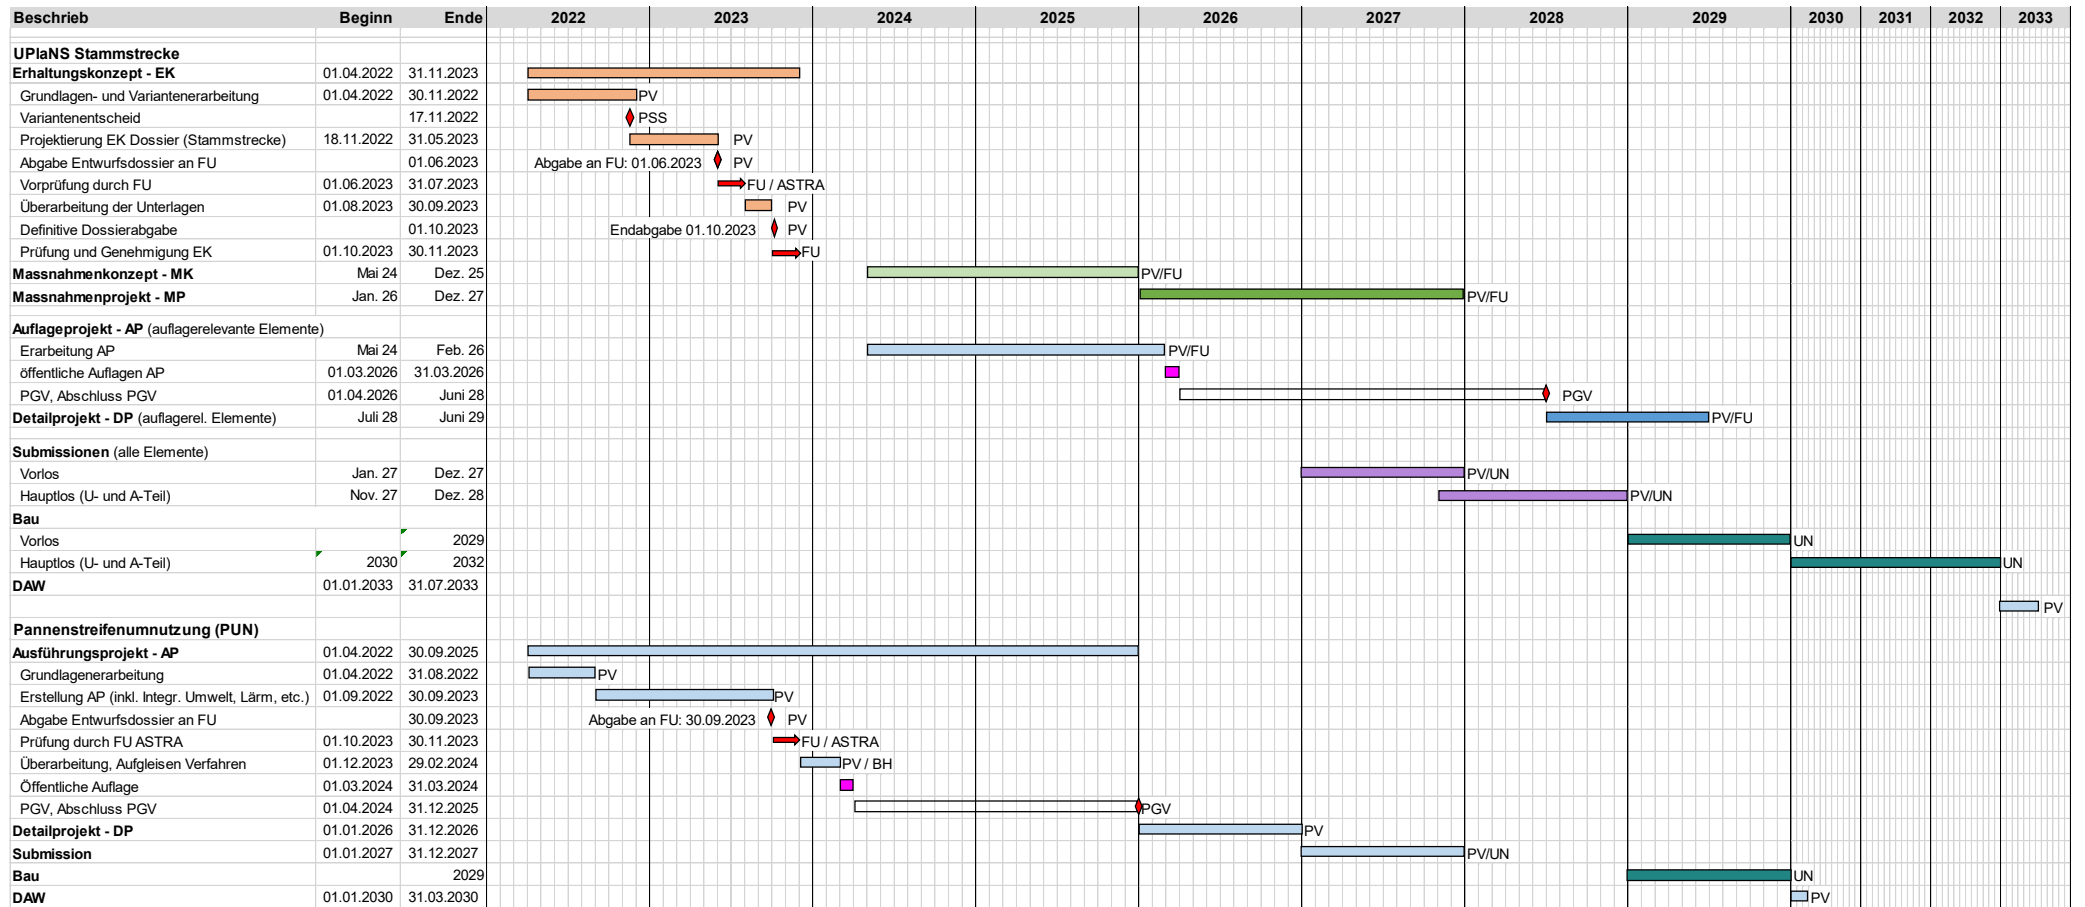 Beschrieb Beginn Ende 2022 2023 2024 2025 2026 2027 2028 2029 2030 2031 2032 2033
UPlaNS Stammstrecke
Erhaltungskonzept - EK 01.04.2022 31.11.2023
Grundlagen- und Variantenerarbeitung 01.04.2022 30.11.2022 PV
Variantenentscheid 17.11.2022 PSS
Projektierung EK Dossier (Stammstrecke) 18.11.2022 31.05.2023 PV
Abgabe Entwurfsdossier an FU 01.06.2023 Abgabe an FU: 01.06.2023 PV
Vorprüfung durch FU 01.06.2023 31.07.2023 FU / ASTRA
Überarbeitung der Unterlagen 01.08.2023 30.09.2023 PV
Definitive Dossierabgabe 01.10.2023 Endabgabe 01.10.2023 PV
Prüfung und Genehmigung EK 01.10.2023 30.11.2023 FU
Massnahmenkonzept - MK Mai 24 Dez. 25 PV/FU
Massnahmenprojekt - MP Jan. 26 Dez. 27 PV/FU
Auflageprojekt - AP (auflagerelevante Elemente)
Erarbeitung AP Mai 24 Feb. 26 PV/FU
öffentliche Auflagen AP 01.03.2026 31.03.2026
PGV, Abschluss PGV 01.04.2026 Juni 28 PGV
Detailprojekt - DP (auflagerel. Elemente) Juli 28 Juni 29 PV/FU
Submissionen (alle Elemente)
Vorlos Jan. 27 Dez. 27 PV/UN
Hauptlos (U- und A-Teil) Nov. 27 Dez. 28 PV/UN
Bau
Vorlos 2029 UN
Hauptlos (U- und A-Teil) 2030 2032 UN
DAW 01.01.2033 31.07.2033
PV
Pannenstreifenumnutzung (PUN)
Ausführungsprojekt - AP 01.04.2022 30.09.2025
Grundlagenerarbeitung 01.04.2022 31.08.2022 PV
Erstellung AP (inkl. Integr. Umwelt, Lärm, etc.) 01.09.2022 30.09.2023 PV
Abgabe Entwurfsdossier an FU 30.09.2023 Abgabe an FU: 30.09.2023 PV
Prüfung durch FU ASTRA 01.10.2023 30.11.2023 FU / ASTRA
Überarbeitung, Aufgleisen Verfahren 01.12.2023 29.02.2024 PV / BH
Öffentliche Auflage 01.03.2024 31.03.2024
PGV, Abschluss PGV 01.04.2024 31.12.2025 PGV
Detailprojekt - DP 01.01.2026 31.12.2026 PV
Submission 01.01.2027 31.12.2027 PV/UN
Bau 2029 UN
DAW 01.01.2030 31.03.2030 PV